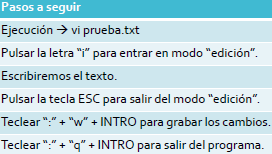 Pasos a seguir
Ejecución → vi prueba.txt
Pulsar la letra “i” para entrar en modo “edición”.
Escribiremos el texto.
Pulsar la tecla ESC para salir del modo “edición”.
Teclear “:” + “w” + INTRO para grabar los cambios.
Teclear “:” + “q” + INTRO para salir del programa.